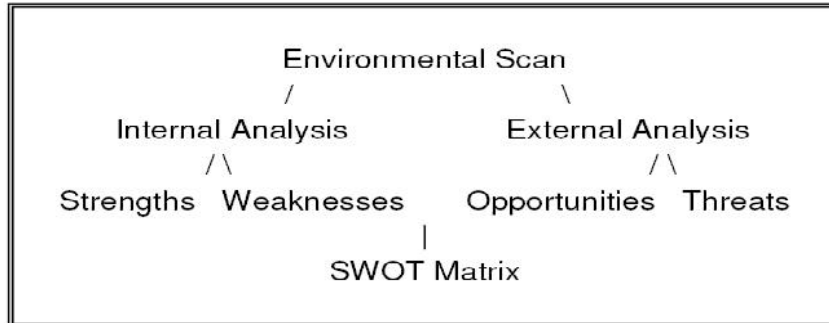 Environmental Scan
/ \
Internal Analysis External Analysis
/ \ / \
Strengths Weaknesses Opportunities Threats
|
SWOT Matrix